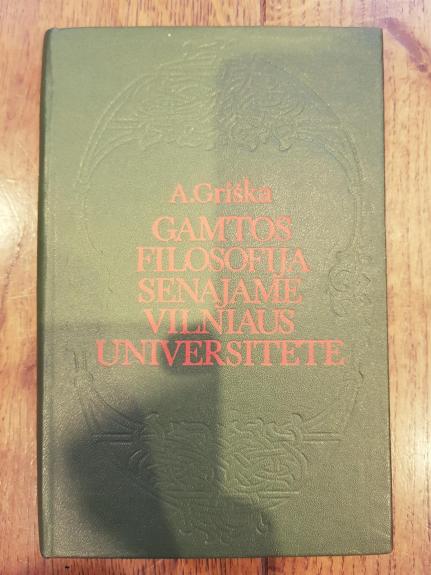 A.Griška
GAMTOS
FILOSOFIJA
SENAJAME
VILNIAUS
UNIVERSITETE